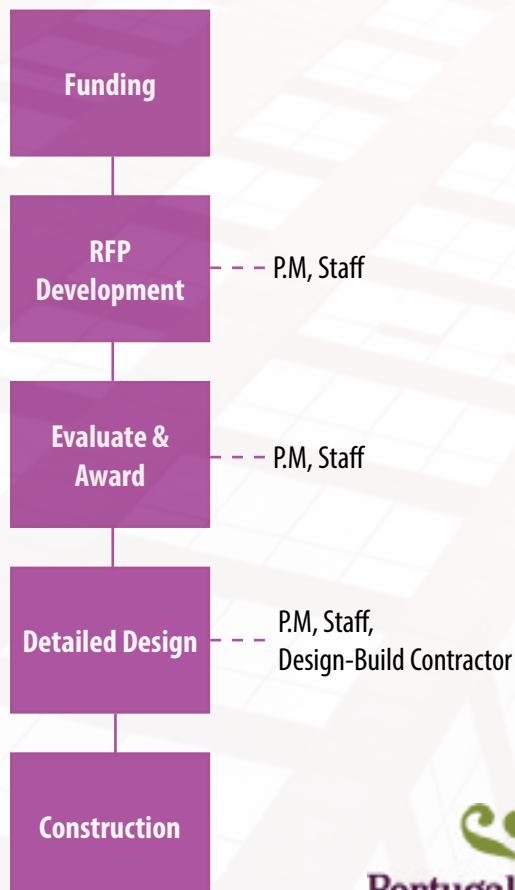 Funding
RFP
Development
P.M, Staff
Evaluate &
Award
P.M, Staff
Detailed Design
P.M, Staff,
Design-Build Contractor
Construction